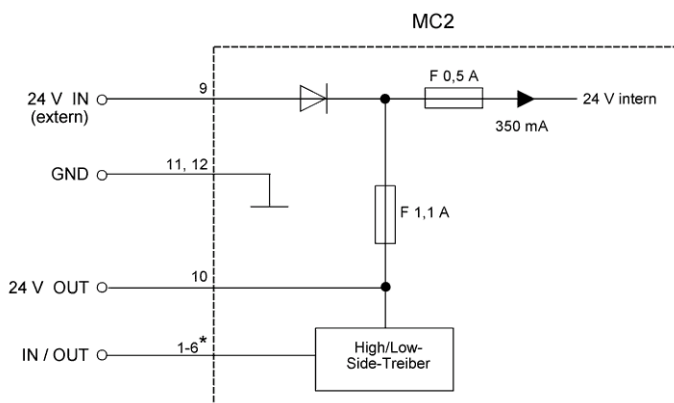 MC2
9
F 0,5 A
24 V IN
(extern)
24 V intern
350 mA
11, 12
GND
F 1,1 A
10
24 V OUT
1-6*
IN / OUT
High/Low-
Side-Treiber